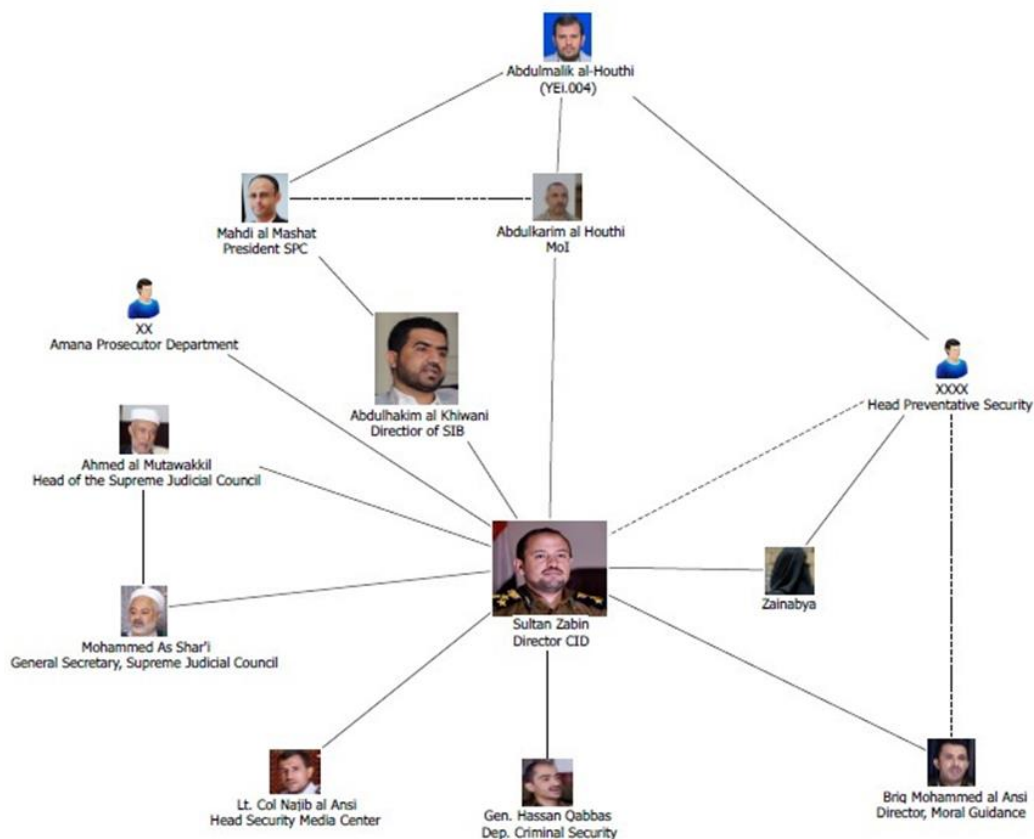 Abdulmalik al-Houthi
(YEi.004)
Mahdi al Mashat
President SPC
Abdulkarim al Houthi
MoI
XX
Amana Prosecutor Department
Abdulhakim al Khiwani
Directior of SIB
XXXX
Head Preventative Security
Ahmed al Mutawakkil
Head of the Supreme Judicial Council
Zainabya
Sultan Zabin
Director CID
Mohammed As Shar'i
General Secretary, Supreme Judicial Council
Lt. Col Najib al Ansi
Head Security Media Center
Gen. Hassan Qabbas
Dep. Criminal Security
Brig Mohammed al Ansi
Director, Moral Guidance